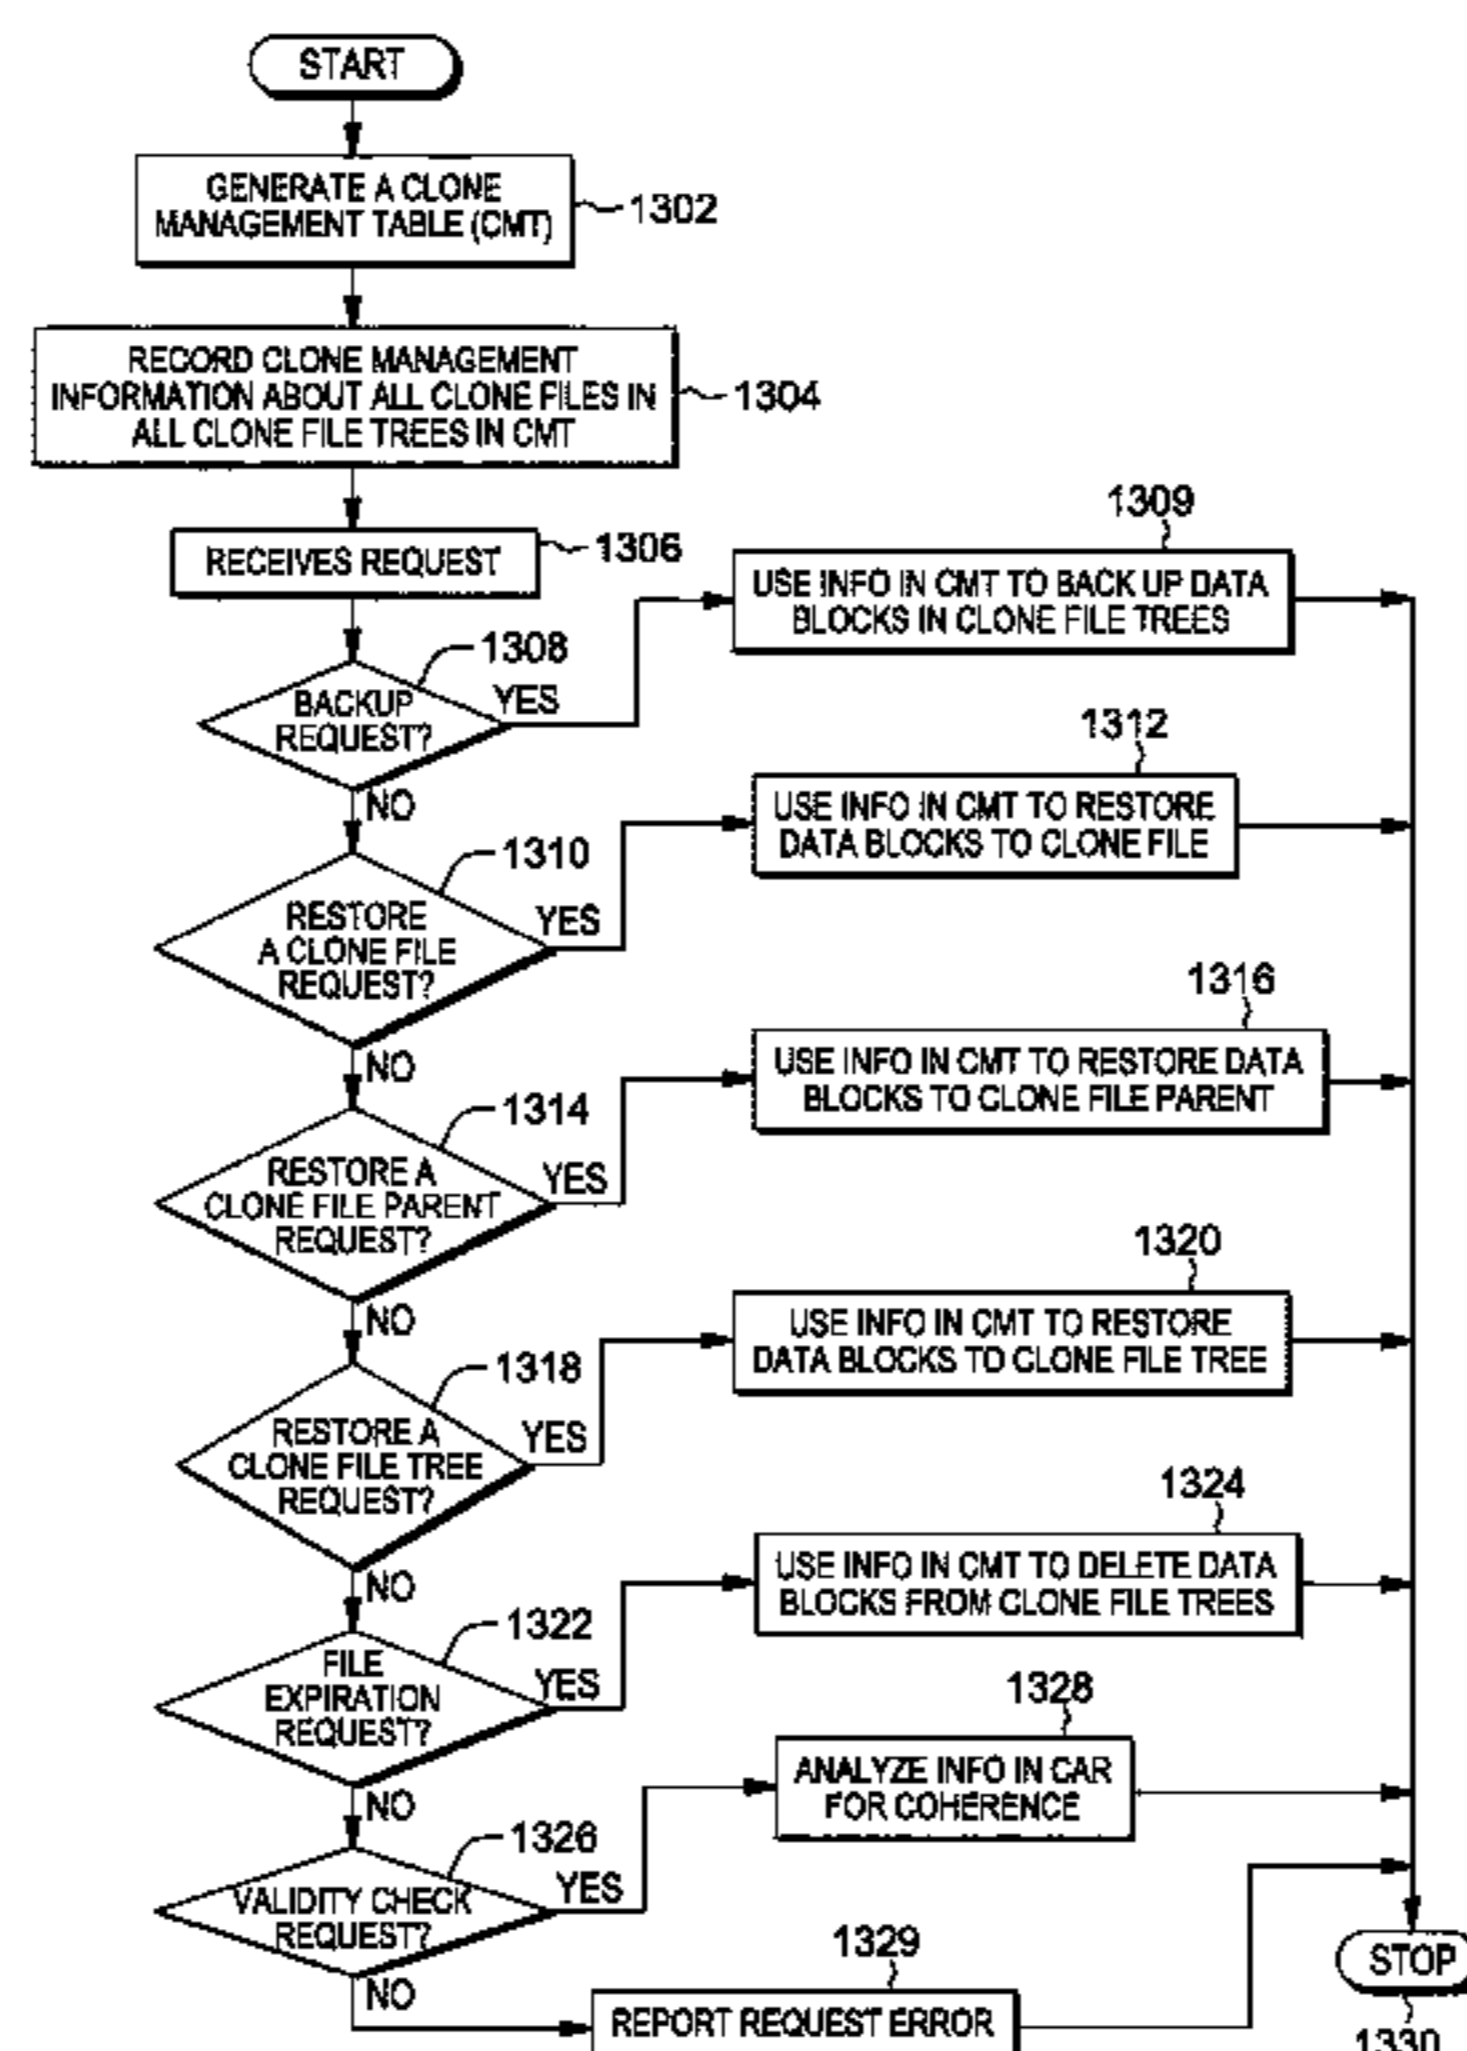 START
GENERATE A CLONE
MANAGEMENT TABLE (CMT)
1302
RECORD CLONE MANAGEMENT
INFORMATION ABOUT ALL CLONE FILES IN
ALL CLONE FILE TREES IN CMT
1304
RECEIVES REQUEST
1306
1309
USE INFO IN CMT TO BACK UP DATA
BLOCKS IN CLONE FILE TREES
1308
BACKUP
REQUEST?
YES
NO
1312
USE INFO IN CMT TO RESTORE
DATA BLOCKS TO CLONE FILE
1310
RESTORE
A CLONE FILE
REQUEST?
YES
NO
1316
USE INFO IN CMT TO RESTORE DATA
BLOCKS TO CLONE FILE PARENT
1314
RESTORE A
CLONE FILE PARENT
REQUEST?
YES
NO
1320
USE INFO IN CMT TO RESTORE
DATA BLOCKS TO CLONE FILE TREE
1318
RESTORE A
CLONE FILE TREE
REQUEST?
YES
NO
1324
USE INFO IN CMT TO DELETE DATA
BLOCKS FROM CLONE FILE TREES
1322
FILE
EXPIRATION
REQUEST?
YES
NO
1328
ANALYZE INFO IN CAR
FOR COHERENCE
1326
VALIDITY CHECK
REQUEST?
YES
NO
1329
REPORT REQUEST ERROR
STOP
1330